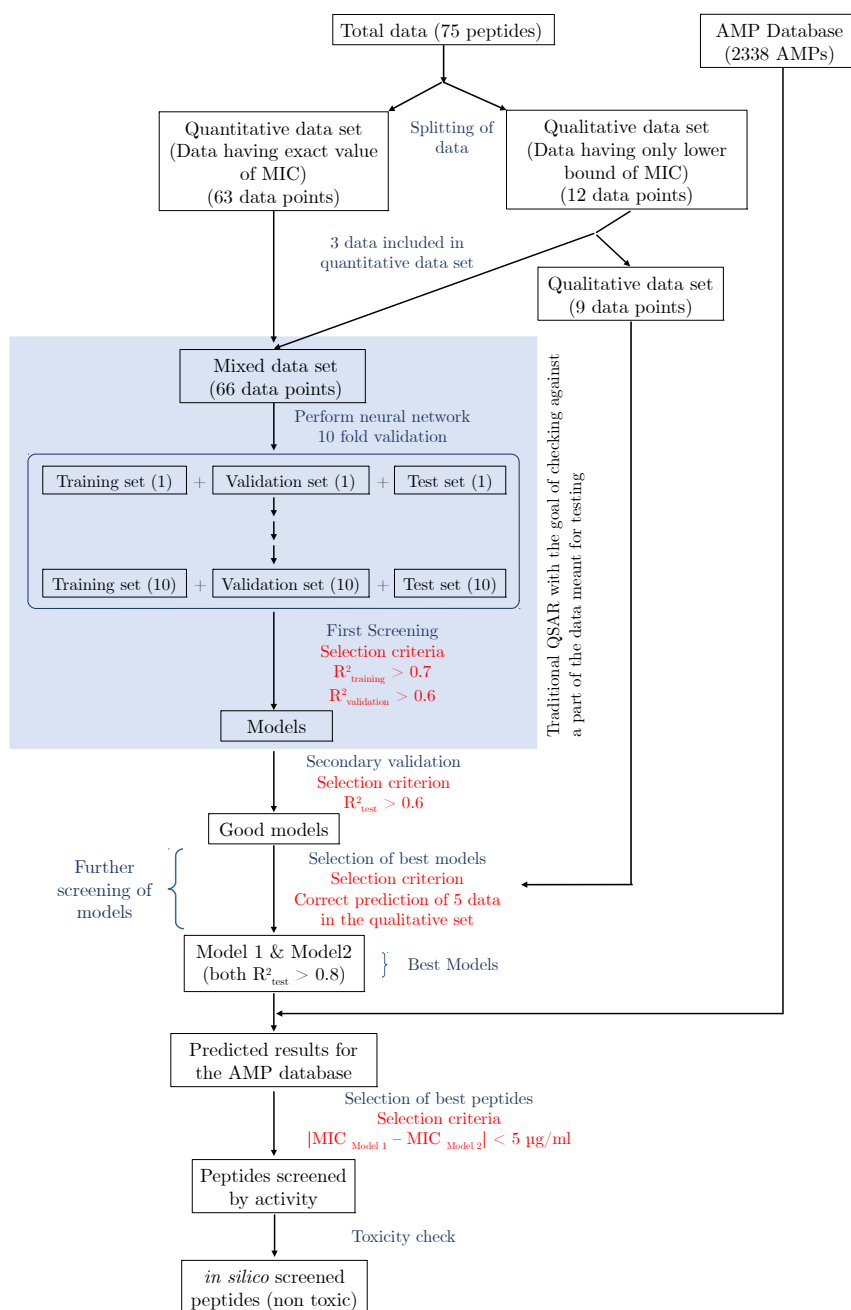 Total data (75 peptides)
AMP Database
(2338 AMPs)
Quantitative data set
(Data having exact value
of MIC)
(63 data points)
Splitting of
data
Qualitative data set
(Data having only lower
bound of MIC)
(12 data points)
3 data included in
quantitative data set
Qualitative data set
(9 data points)
Mixed data set
(66 data points)
Perform neural network
10 fold validation
Training set (1) + Validation set (1) + Test set (1)
Training set (10) + Validation set (10) + Test set (10)
Traditional QSAR with the goal of checking against
a part of the data meant for testing
First Screening
Selection criteria
R²training > 0.7
R²validation > 0.6
Models
Secondary validation
Selection criterion
R²test > 0.6
Good models
Further
screening of
models
Selection of best models
Selection criterion
Correct prediction of 5 data
in the qualitative set
Model 1 & Model2
(both R²test > 0.8)
Best Models
Predicted results for
the AMP database
Selection of best peptides
Selection criteria
|MIC Model 1 – MIC Model 2| < 5 µg/ml
Peptides screened
by activity
Toxicity check
in silico screened
peptides (non toxic)